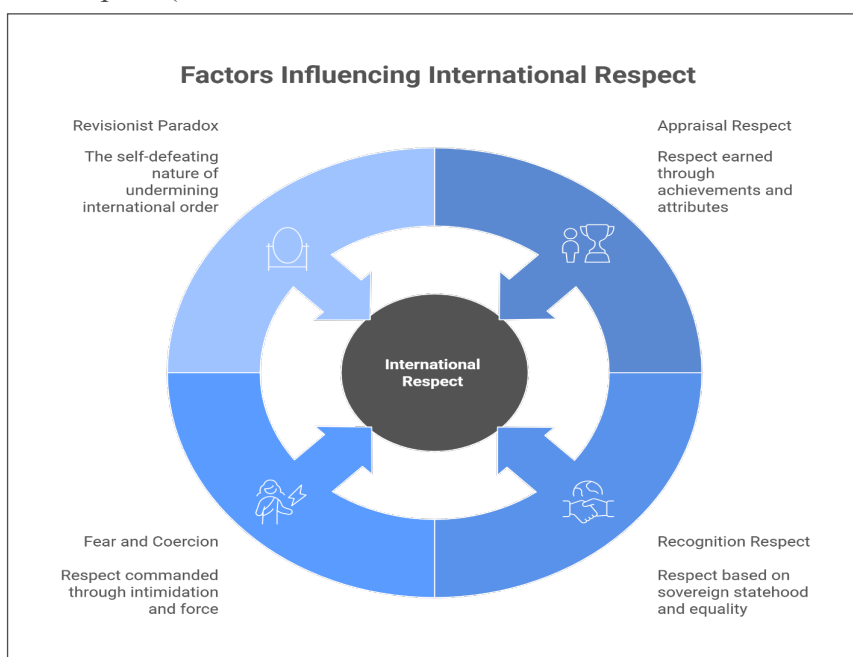 Factors Influencing International Respect
Revisionist Paradox
The self-defeating
nature of
undermining
international order
Appraisal Respect
Respect earned
through
achievements and
attributes
International
Respect
Fear and Coercion
Respect commanded
through intimidation
and force
Recognition Respect
Respect based on
sovereign statehood
and equality